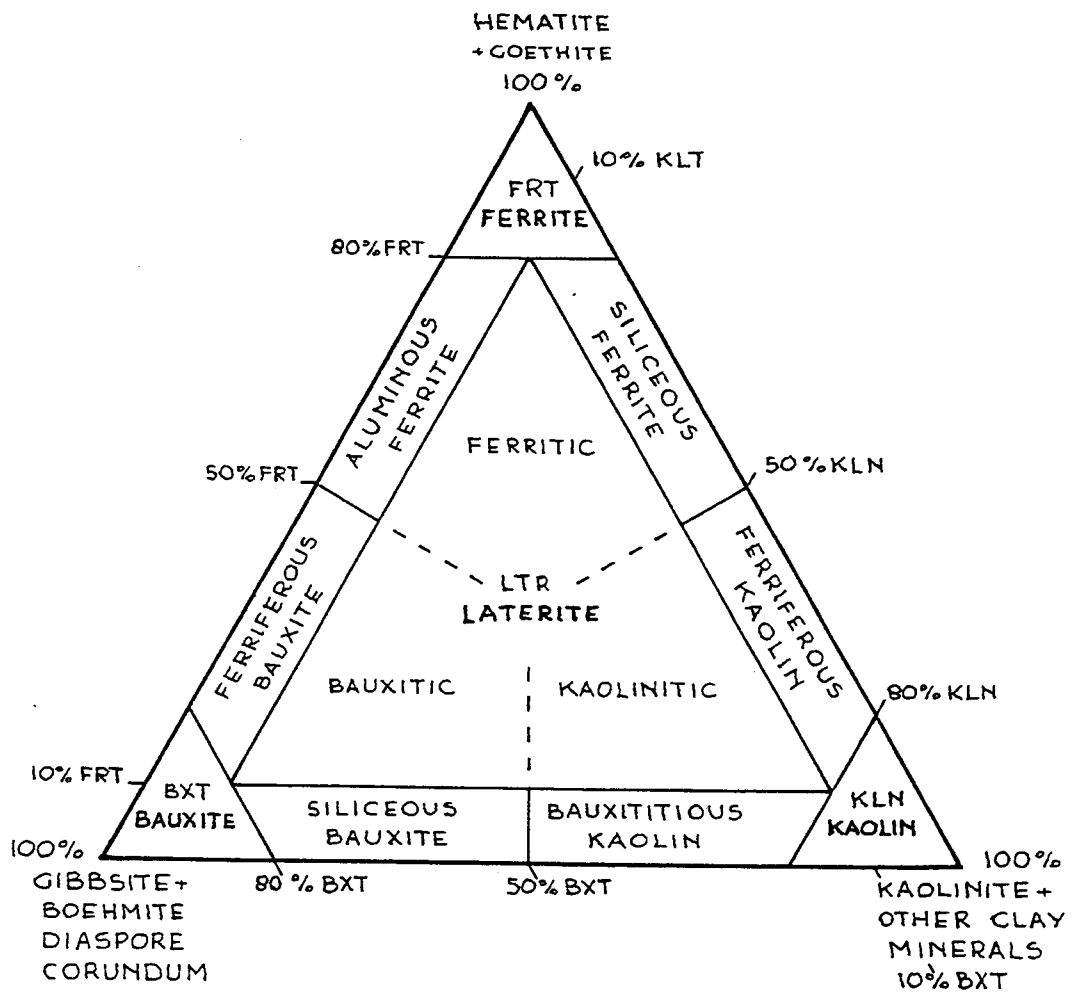 HEMATITE
+ GOETHITE
100%
10% KLT
FRT
FERRITE
80% FRT
ALUMINOUS
FERRITE
SILICEOUS
FERRITE
FERRITIC
50% FRT
50% KLN
FERRIFEROUS
BAUXITE
LTR
LATERITE
FERRIFEROUS
KAOLIN
BAUXITIC
KAOLINITIC
80% KLN
10% FRT
BXT
BAUXITE
SILICEOUS
BAUXITE
BAUXITITIOUS
KAOLIN
KLN
KAOLIN
100%
80% BXT
50% BXT
100%
GIBBSITE +
BOEHMITE
DIASPORE
CORUNDUM
KAOLINITE +
OTHER CLAY
MINERALS
10% BXT